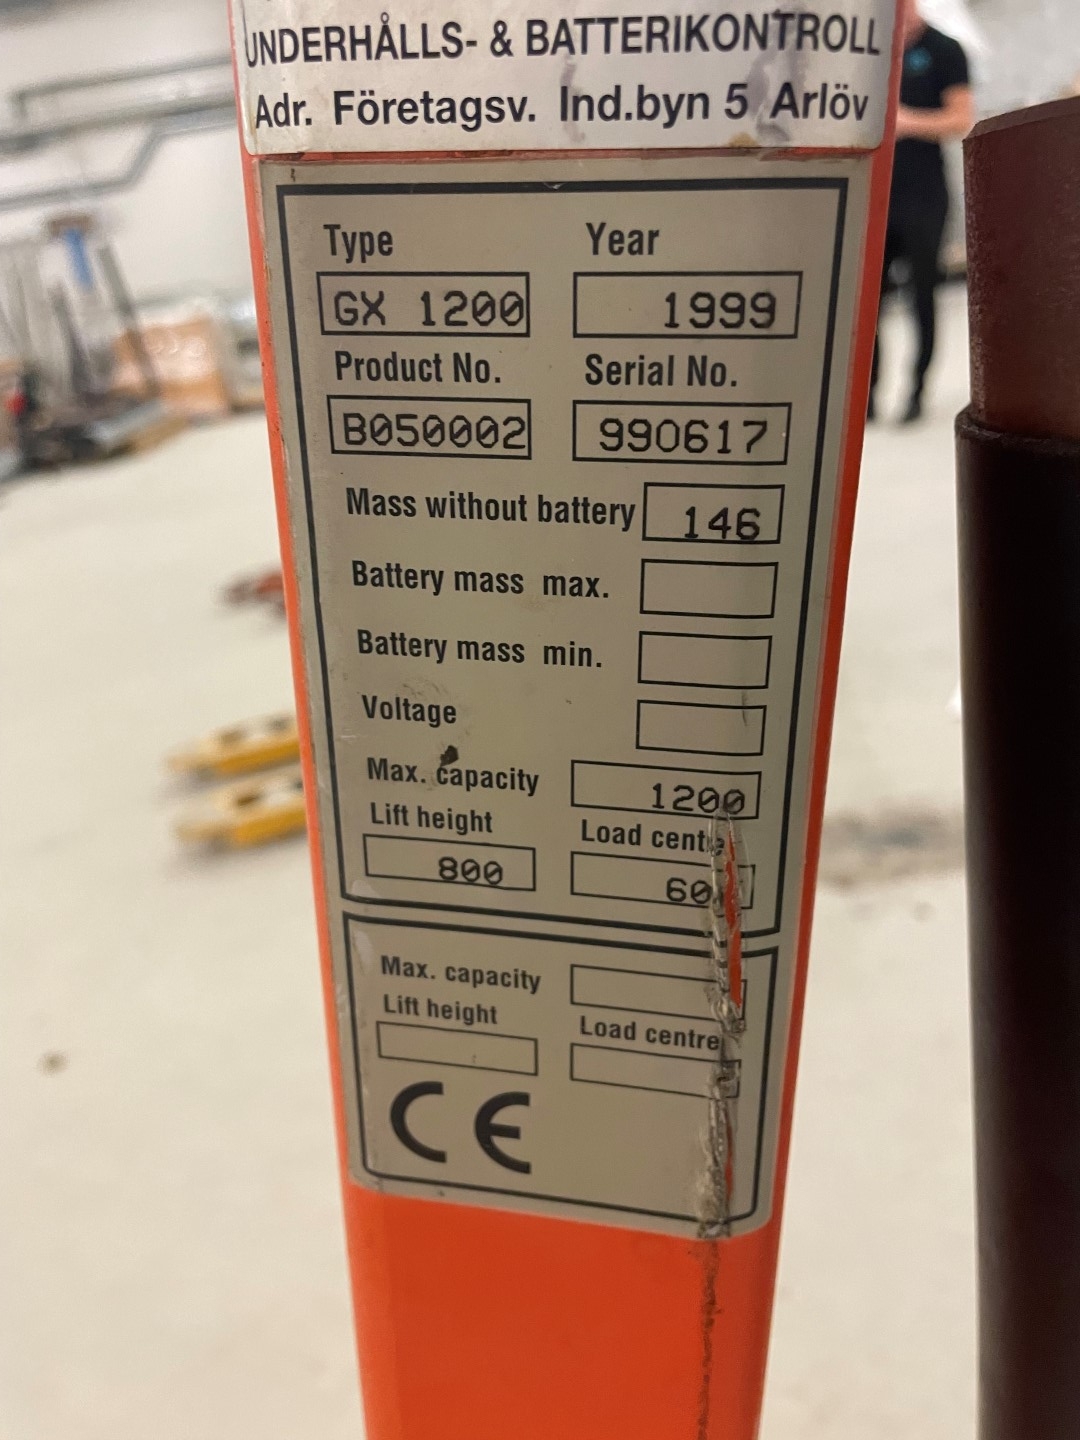 UNDERHÅLLS- & BATTERIKONTROLL
Adr. Företagsv. Ind.byn 5 Arlöv
Type Year
GX 1200 1999
Product No. Serial No.
B050002 990617
Mass without battery 146
Battery mass max.
Battery mass min.
Voltage
Max. capacity 1200
Lift height Load centre
800
Max. capacity
Lift height Load centre
CE